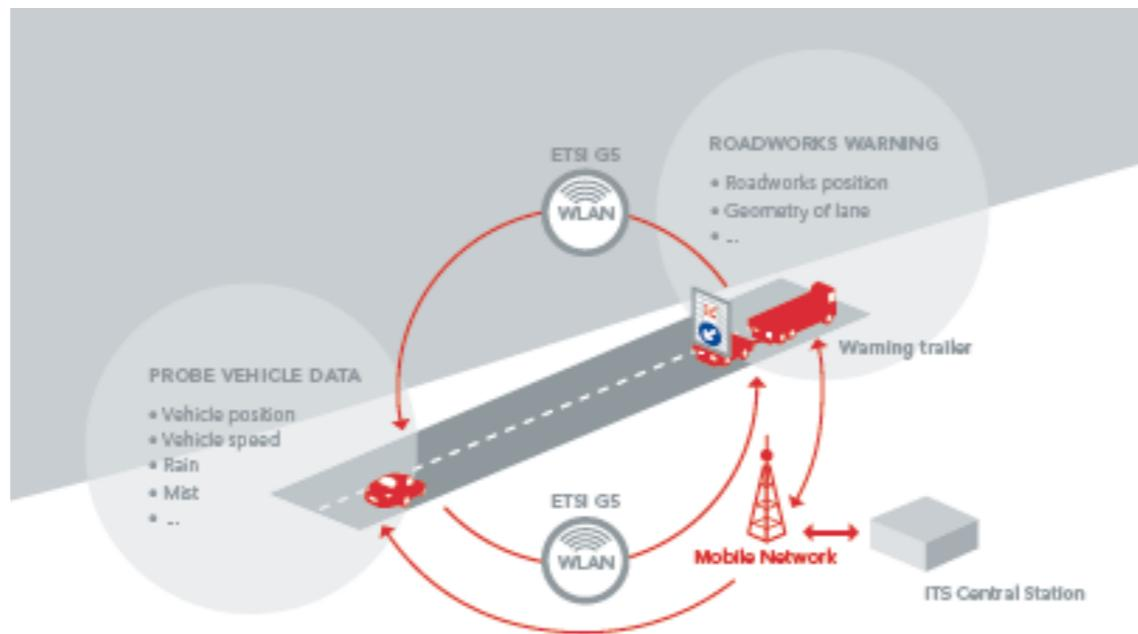 ETSI G5
WLAN
ROADWORKS WARNING
• Roadworks position
• Geometry of lane
• ...
Warning trailer
PROBE VEHICLE DATA
• Vehicle position
• Vehicle speed
• Rain
• Mist
• ...
ETSI G5
WLAN
Mobile Network
ITS Central Station